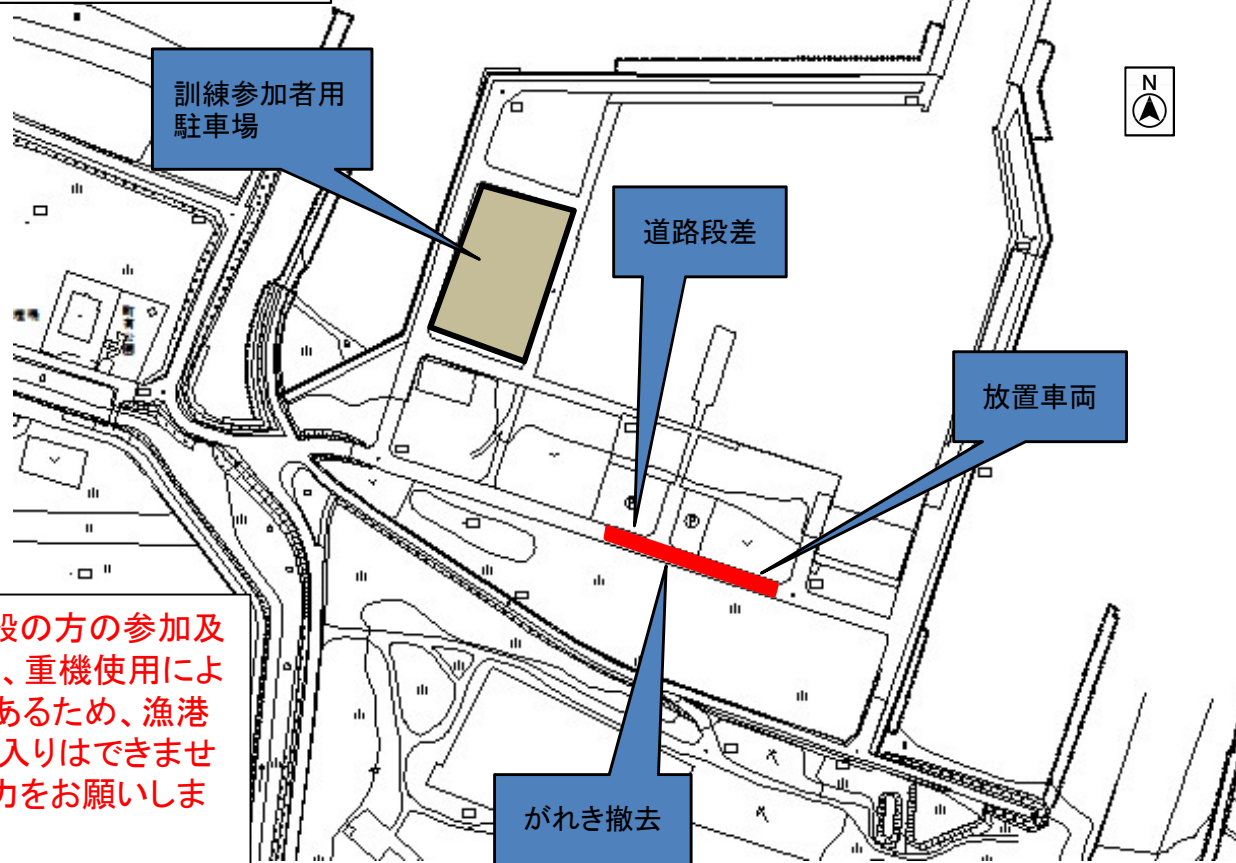 訓練参加者用
駐車場
N
道路段差
放置車両
般の方の参加及
、重機使用によ
あるため、漁港
入りはできませ
力をお願いしま
がれき撤去
P
P